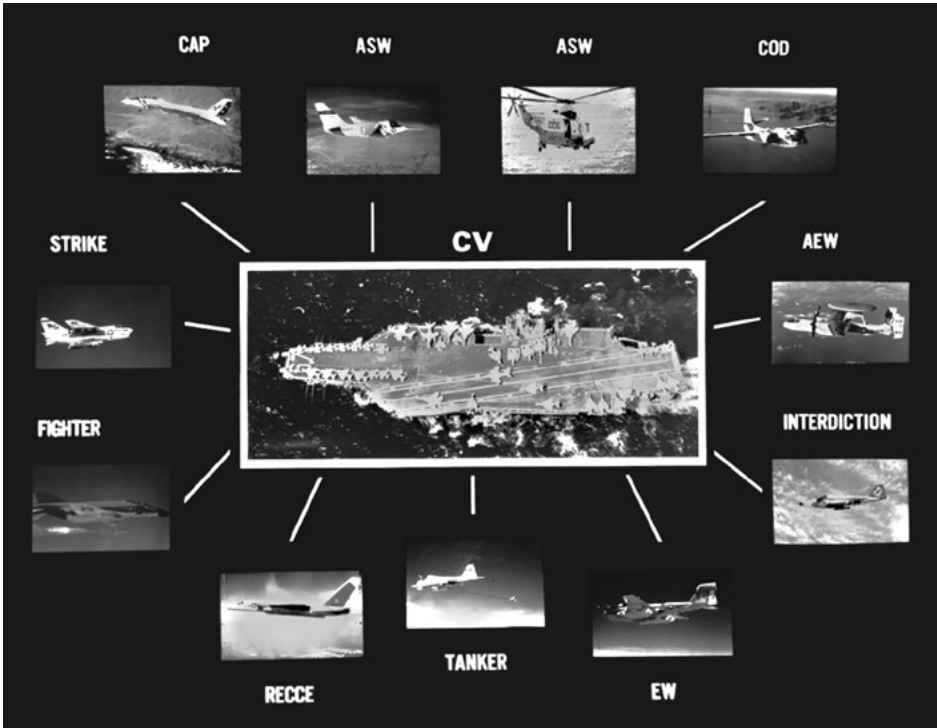 CAP
ASW
ASW
COD
STRIKE
CV
AEW
FIGHTER
INTERDICTION
RECCE
TANKER
EW